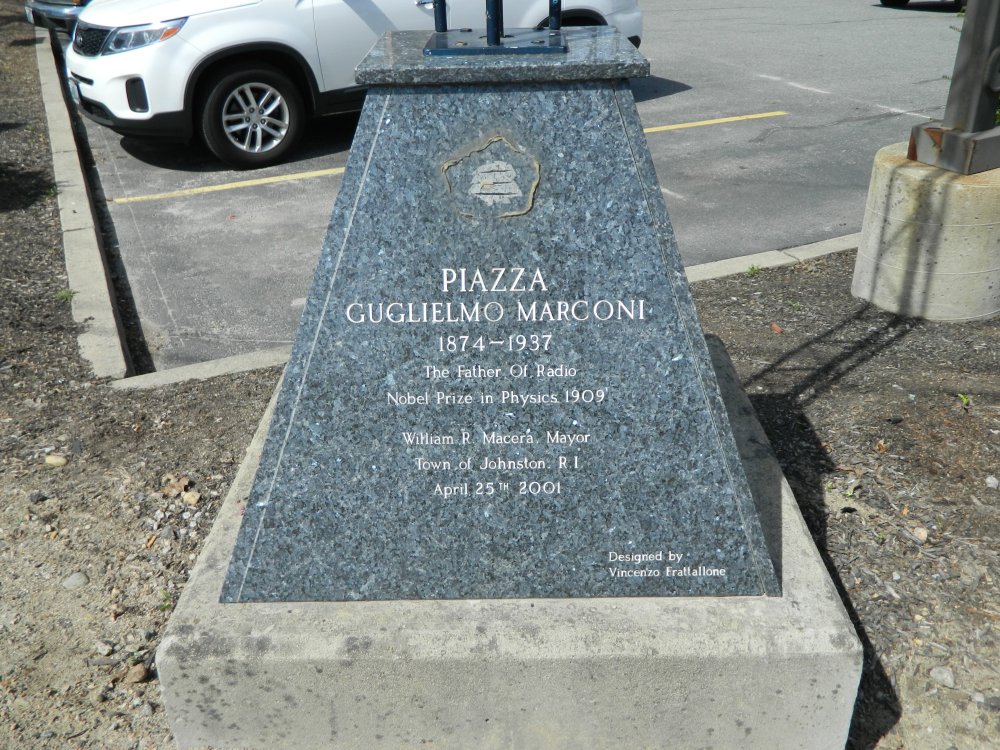 PIAZZA
GUGLIELMO MARCONI
1874-1937
The Father Of Radio
Nobel Prize in Physics 1909
William R. Macera, Mayor
Town of Johnston, R.I.
April 25TH 2001
Designed by
Vincenzo Frattallone